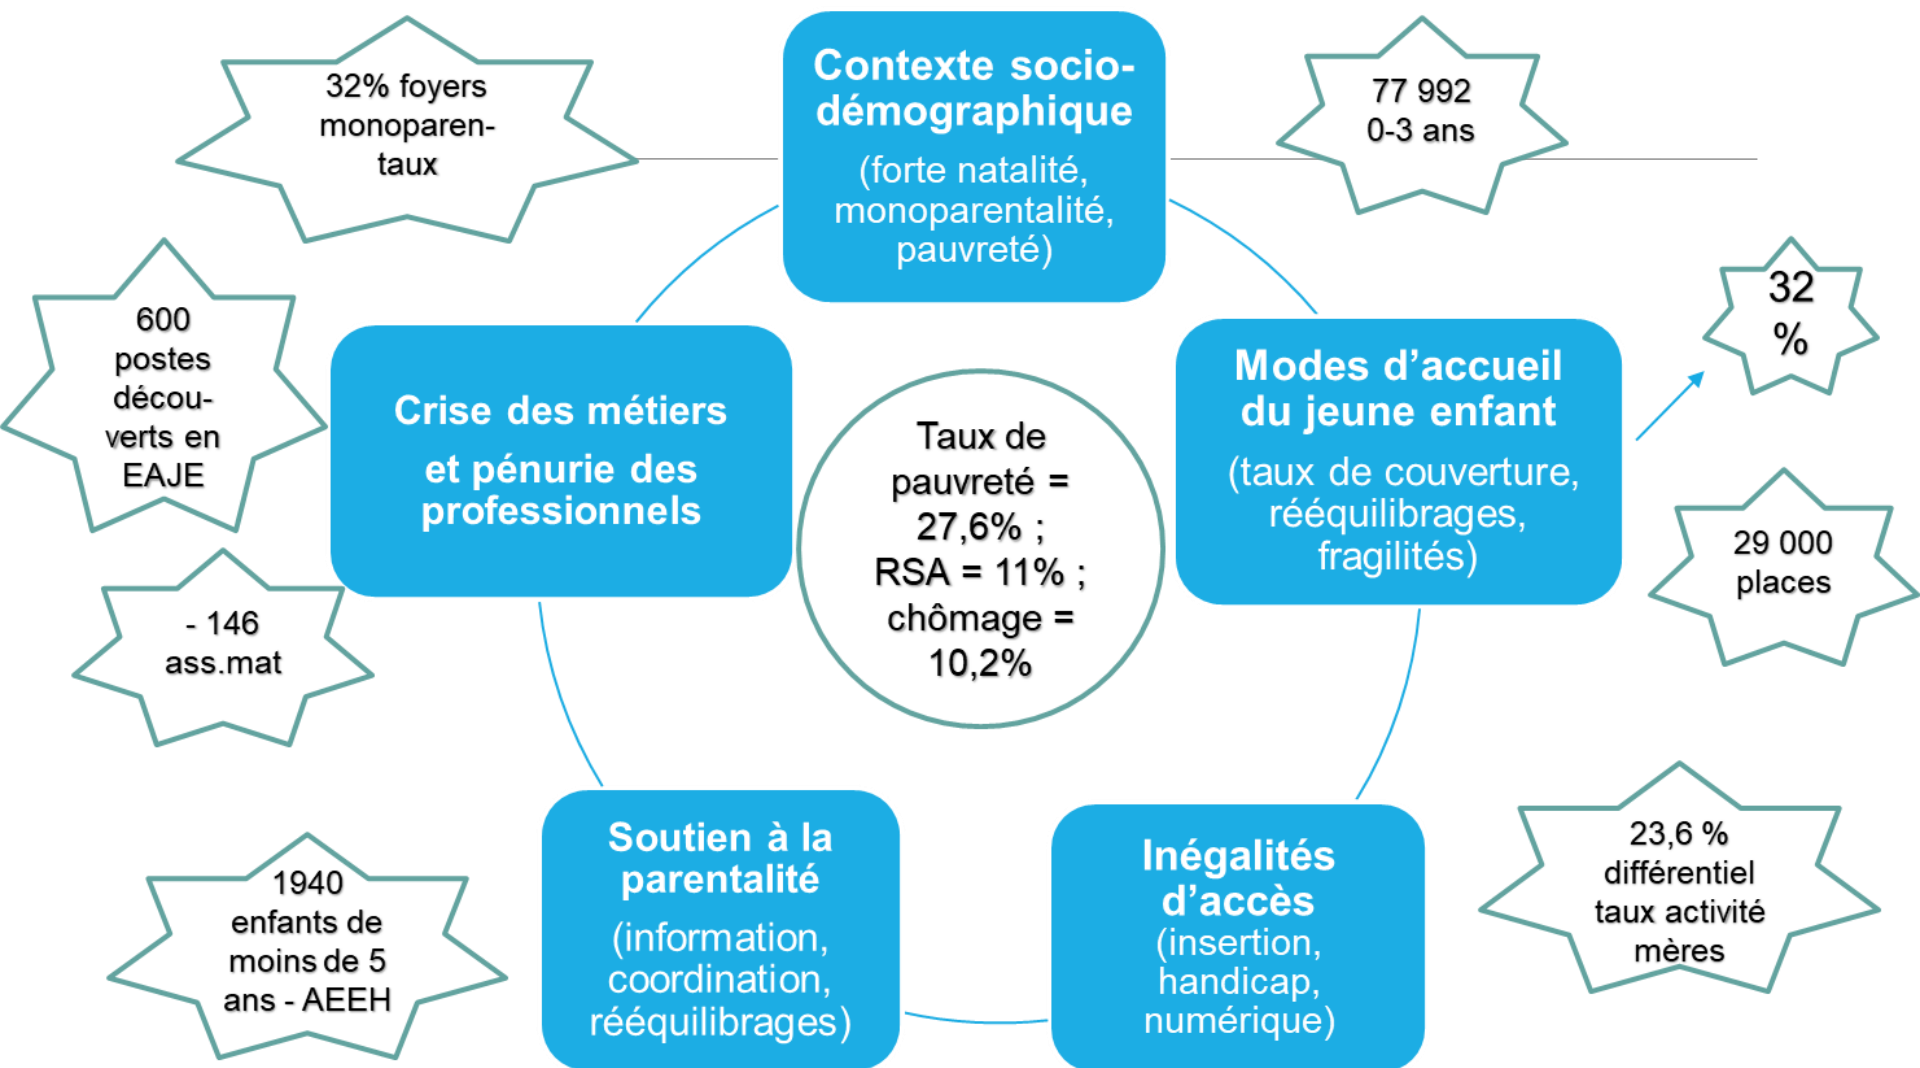 32% foyers
monoparen-
taux
Contexte socio-
démographique
(forte natalité,
monoparentalité,
pauvreté)
77 992
0-3 ans
32
%
Modes d’accueil
du jeune enfant
(taux de couverture,
rééquilibrages,
fragilités)
29 000
places
600
postes
décou-
verts en
EAJE
Crise des métiers
et pénurie des
professionnels
- 146
ass.mat
Taux de
pauvreté =
27,6% ;
RSA = 11% ;
chômage =
10,2%
1940
enfants de
moins de 5
ans - AEEH
Soutien à la
parentalité
(information,
coordination,
rééquilibrages)
Inégalités
d’accès
(insertion,
handicap,
numérique)
23,6 %
différentiel
taux activité
mères